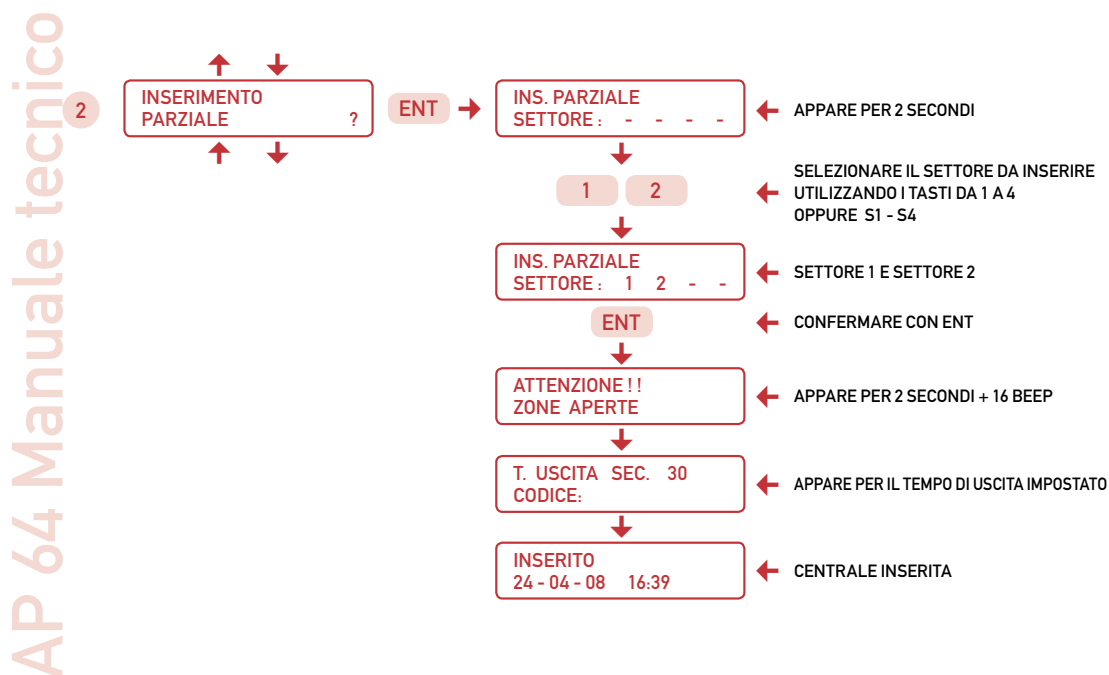 AP 64 Manuale tecnico
2
INSERIMENTO
PARZIALE ?
ENT
INS. PARZIALE
SETTORE : - - - -
APPARE PER 2 SECONDI
1 2
SELEZIONARE IL SETTORE DA INSERIRE
UTILIZZANDO I TASTI DA 1 A 4
OPPURE S1 - S4
INS. PARZIALE
SETTORE : 1 2 - -
SETTORE 1 E SETTORE 2
ENT
CONFERMARE CON ENT
ATTENZIONE ! !
ZONE APERTE
APPARE PER 2 SECONDI + 16 BEEP
T. USCITA SEC. 30
CODICE:
APPARE PER IL TEMPO DI USCITA IMPOSTATO
INSERITO
24 - 04 - 08 16:39
CENTRALE INSERITA